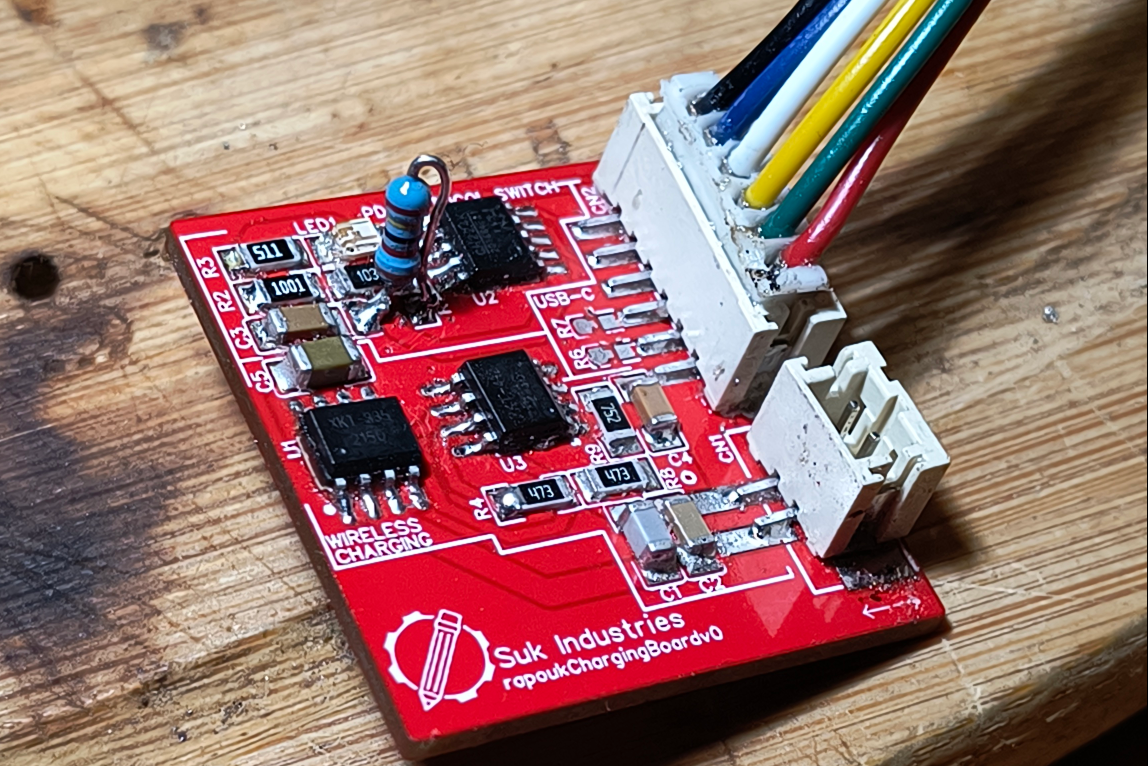 SWITCH
LED1
CN2
R3
511
R2
1001
103
U2
USB-C
C3
R7
R6
C5
752
U1
U3
R9
CN1
473
R8
C4
R4
473
WIRELESS
CHARGING
C1
C2
Suk Industries
rapoukChargingBoardv0